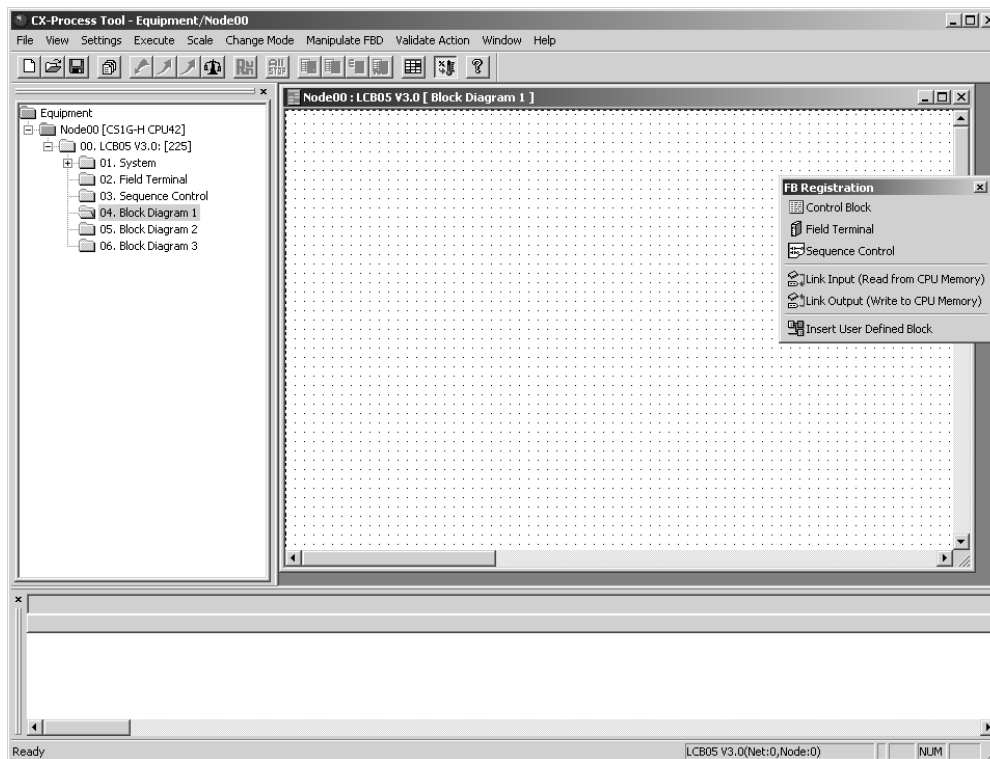 CX-Process Tool - Equipment/Node00
File View Settings Execute Scale Change Mode Manipulate FBD Validate Action Window Help
Equipment
Node00 [CS1G-H CPU42]
00. LCB05 V3.0: [225]
01. System
02. Field Terminal
03. Sequence Control
04. Block Diagram 1
05. Block Diagram 2
06. Block Diagram 3
Node00 : LCB05 V3.0 [ Block Diagram 1 ]
FB Registration
Control Block
Field Terminal
Sequence Control
Link Input (Read from CPU Memory)
Link Output (Write to CPU Memory)
Insert User Defined Block
Ready
LCB05 V3.0(Net:0,Node:0)
NUM